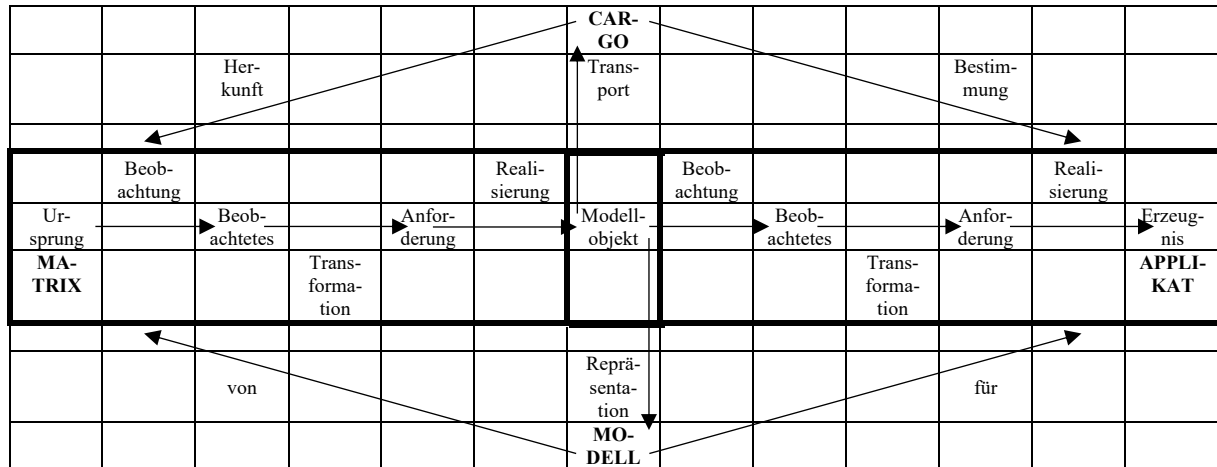 CAR-
GO
Her-
kunft
Trans-
port
Bestim-
mung
Beob-
achtung
Reali-
sierung
Beob-
achtung
Reali-
sierung
Ur-
sprung
MA-
TRIX
Beob-
achtetes
Anfor-
derung
Modell-
objekt
Beob-
achtetes
Anfor-
derung
Erzeug-
nis
APPLI-
KAT
Trans-
forma-
tion
Trans-
forma-
tion
von
Reprä-
senta-
tion
für
MO-
DELL